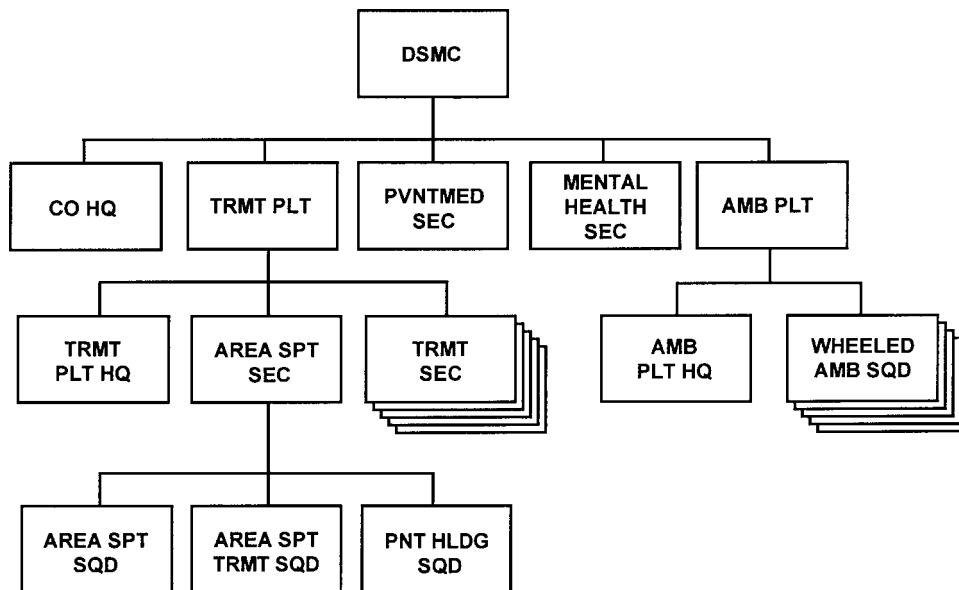 DSMC
CO HQ
TRMT PLT
PVNTMED
SEC
MENTAL
HEALTH
SEC
AMB PLT
TRMT
PLT HQ
AREA SPT
SEC
TRMT
SEC
AMB
PLT HQ
WHEELED
AMB SQD
AREA SPT
SQD
AREA SPT
TRMT SQD
PNT HLDG
SQD